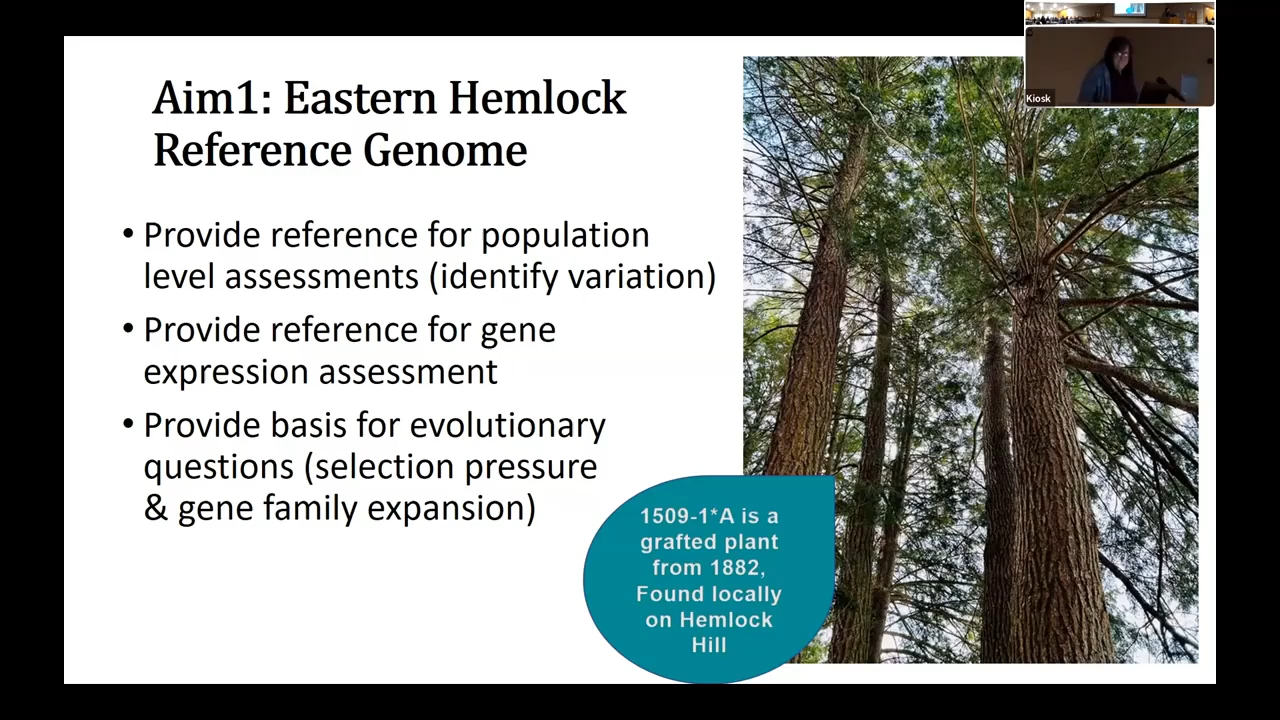 Aim1: Eastern Hemlock
Reference Genome
• Provide reference for population
level assessments (identify variation)
• Provide reference for gene
expression assessment
• Provide basis for evolutionary
questions (selection pressure
& gene family expansion)
1509-1*A is a
grafted plant
from 1882,
Found locally
on Hemlock
Hill
Kiosk